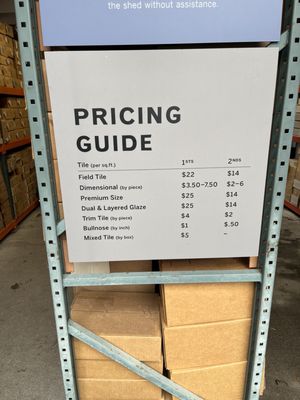 the shed without assistance.
PRICING
GUIDE
Tile (per sq.ft.) 1STS 2NDS
Field Tile $22 $14
Dimensional (by piece) $3.50–7.50 $2–6
Premium Size $25 $14
Dual & Layered Glaze $25 $14
Trim Tile (by piece) $4 $2
Bullnose (by inch) $1 $.50
Mixed Tile (by box) $5 –